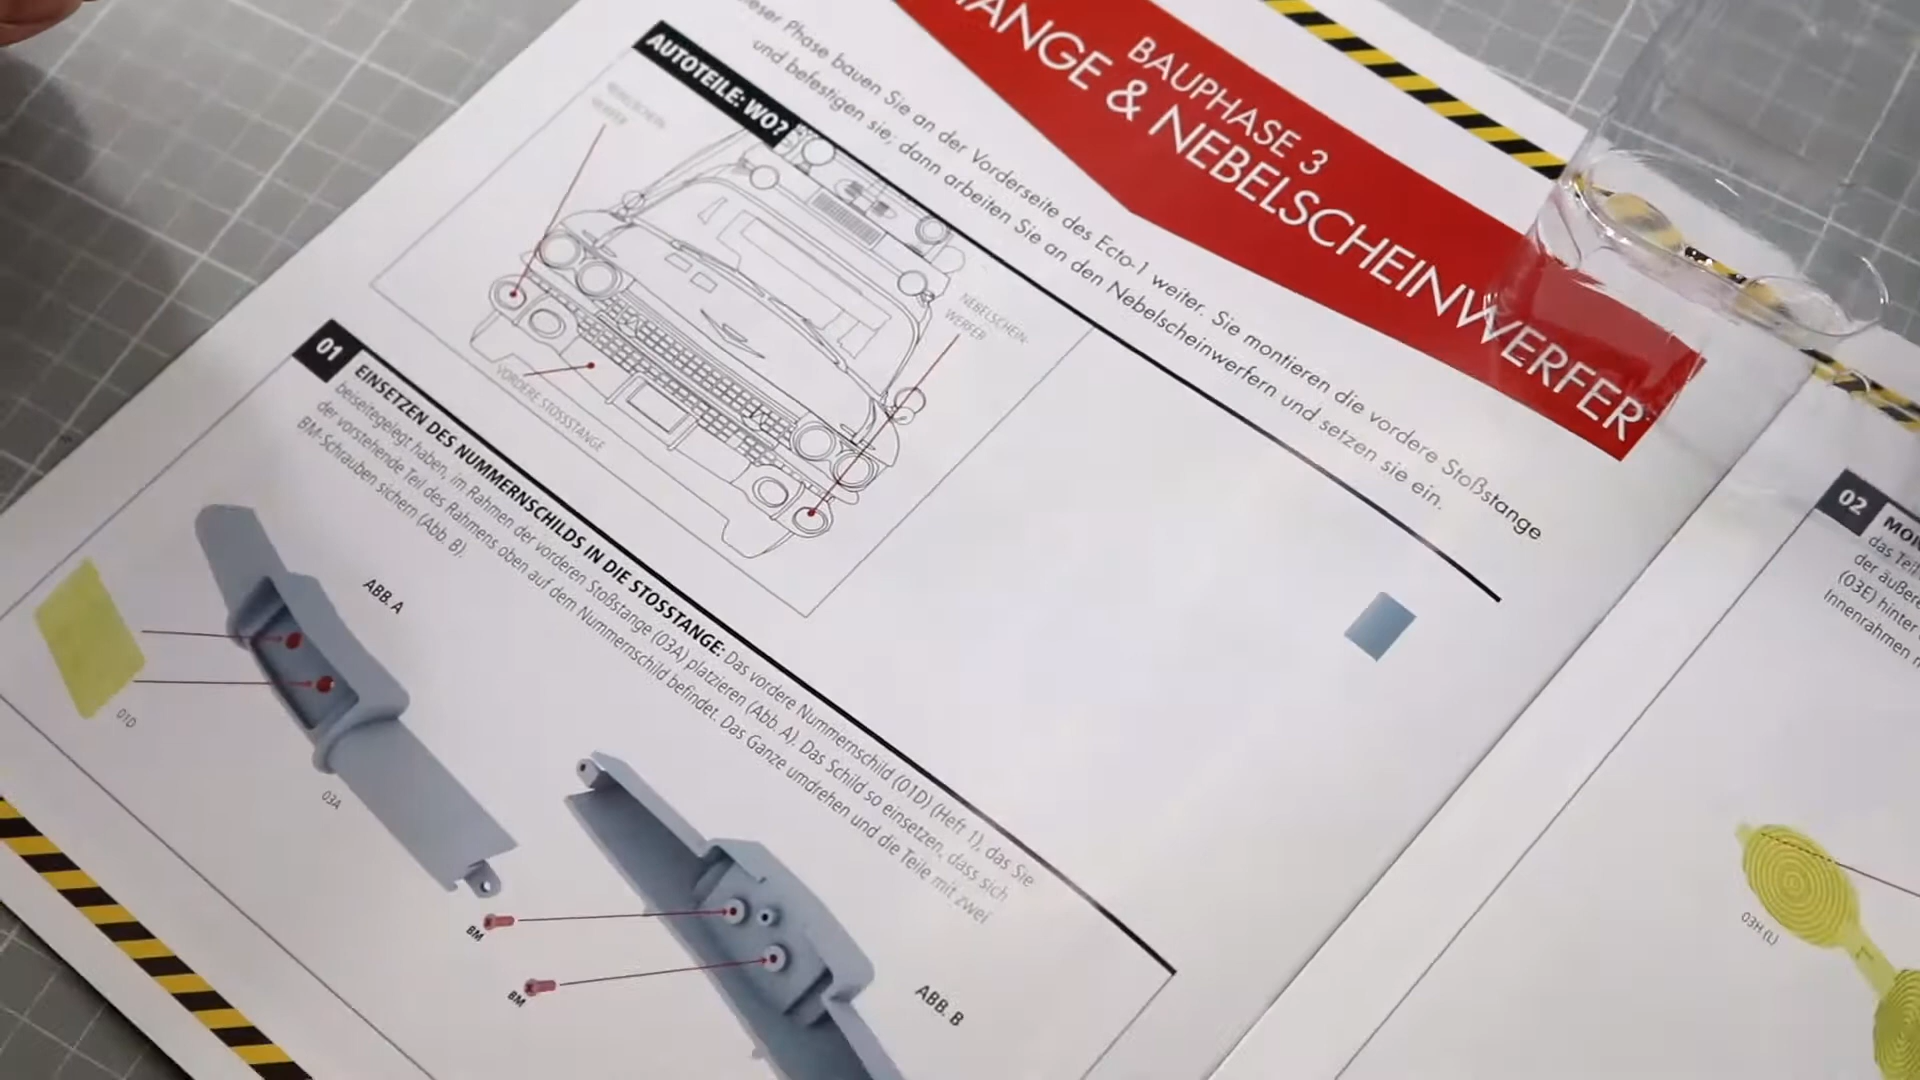 BAUPHASE 3
ANGE & NEBELSCHEINWERFER
dieser Phase bauen Sie an der Vorderseite des Ecto-1 weiter. Sie montieren die vordere Stoßstange
und befestigen sie; dann arbeiten Sie an den Nebelscheinwerfern und setzen sie ein.
AUTOTEILE: WO?
NEBELSCHEIN-
WERFER
NEBELSCHEIN-
WERFER
VORDERE STOSSSTANGE
01
EINSETZEN DES NUMMERNSCHILDS IN DIE STOSSTANGE: Das vordere Nummernschild (01D) (Heft 1), das Sie
beiseitegelegt haben, im Rahmen der vorderen Stoßstange (03A) platzieren (Abb. A). Das Schild so einsetzen, dass sich
der vorstehende Teil des Rahmens oben auf dem Nummernschild befindet. Das Ganze umdrehen und die Teile mit zwei
BM-Schrauben sichern (Abb. B).
ABB. A
01D
03A
BM
BM
ABB. B
02
das Teil
der äußere
(03E) hinter
Innenrahmen
03H (L)